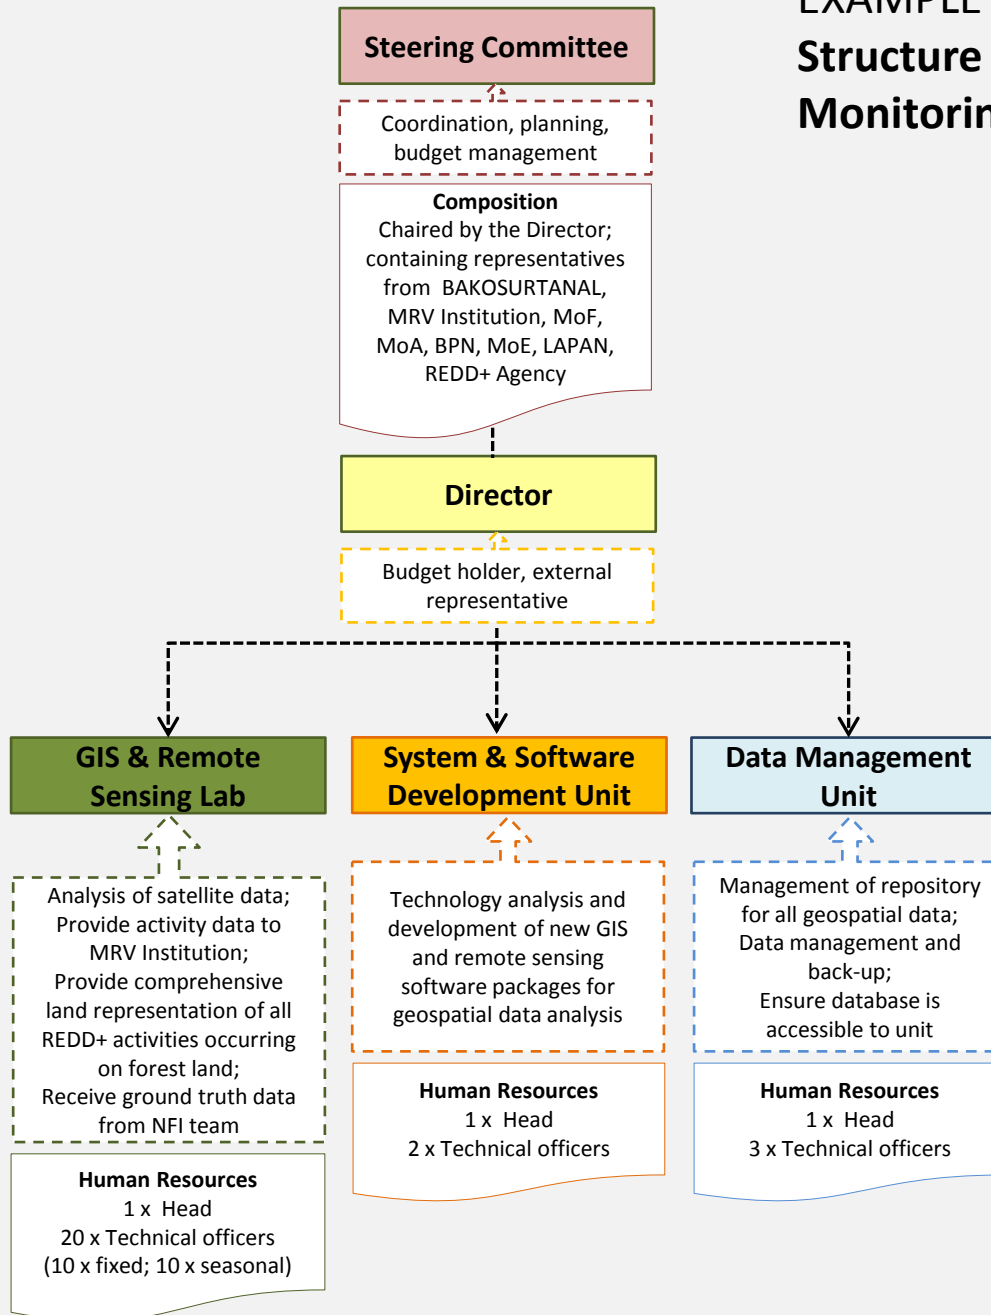 EXAMPLE
Structure
Monitorin
Steering Committee
Coordination, planning,
budget management
Composition
Chaired by the Director;
containing representatives
from BAKOSURTANAL,
MRV Institution, MoF,
MoA, BPN, MoE, LAPAN,
REDD+ Agency
Director
Budget holder, external
representative
GIS & Remote
Sensing Lab
Analysis of satellite data;
Provide activity data to
MRV Institution;
Provide comprehensive
land representation of all
REDD+ activities occurring
on forest land;
Receive ground truth data
from NFI team
Human Resources
1 x Head
20 x Technical officers
(10 x fixed; 10 x seasonal)
System & Software
Development Unit
Technology analysis and
development of new GIS
and remote sensing
software packages for
geospatial data analysis
Human Resources
1 x Head
2 x Technical officers
Data Management
Unit
Management of repository
for all geospatial data;
Data management and
back-up;
Ensure database is
accessible to unit
Human Resources
1 x Head
3 x Technical officers